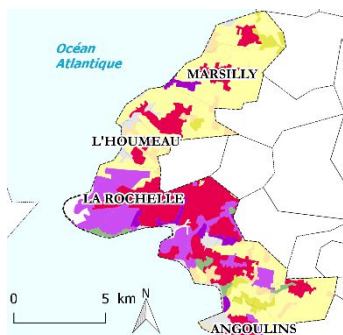 Océan
Atlantique
MARSILLY
L'HOUMEAU
LA ROCHELLE
0 5 km
N
ANGOULINS